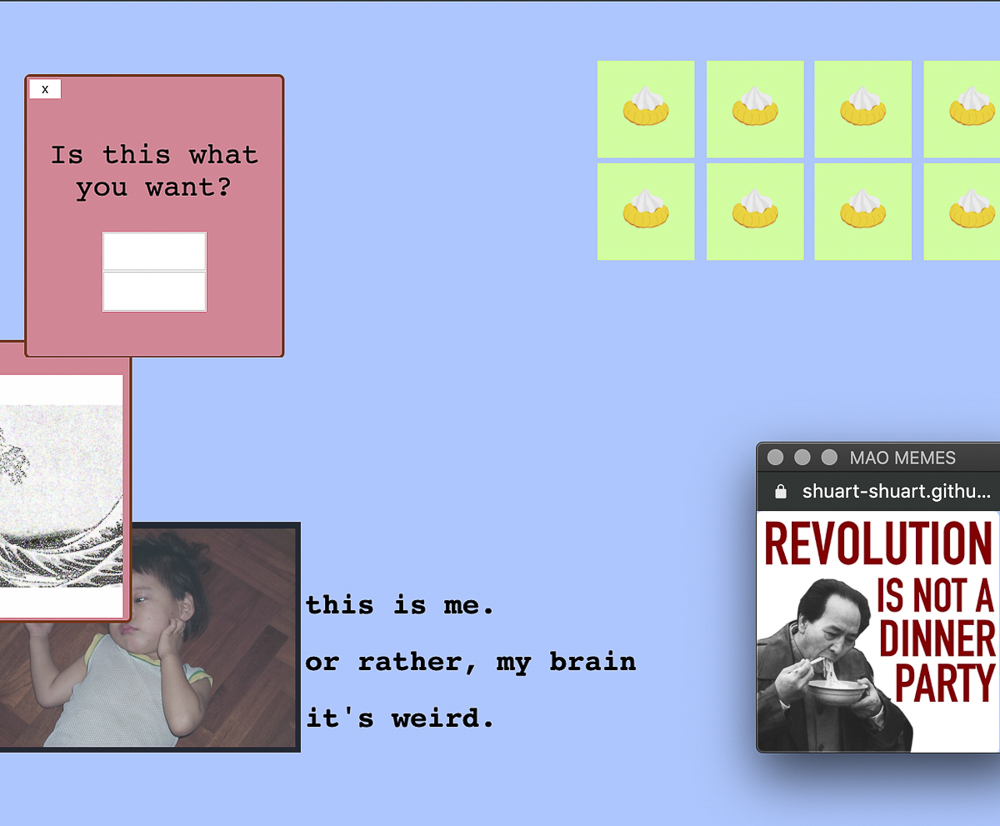 x
Is this what
you want?
this is me.
or rather, my brain
it's weird.
MAO MEMES
shuart-shuart.githu...
REVOLUTION
IS NOT A
DINNER
PARTY